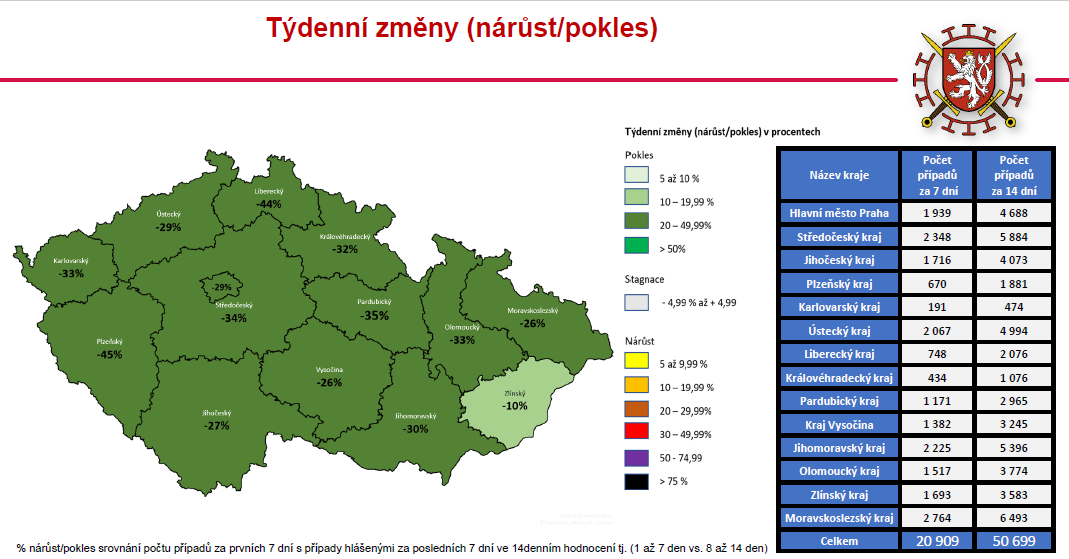 Týdenní změny (nárůst/pokles)
Týdenní změny (nárůst/pokles) v procentech
Pokles
5 až 10 %
10 – 19,99 %
20 – 49,99%
> 50%
Stagnace
- 4,99 % až + 4,99
Nárůst
5 až 9,99 %
10 – 19,99 %
20 – 29,99%
30 – 49,99%
50 - 74,99
> 75 %
Liberecký
-44%
Ústecký
-29%
Královéhradecký
-32%
Karlovarský
-33%
-29%
Středočeský
-34%
Pardubický
-35%
Moravskoslezský
-26%
Olomoucký
-33%
Plzeňský
-45%
Vysočina
-26%
Zlínský
-10%
Jihočeský
-27%
Jihomoravský
-30%
Název kraje Počet případů za 7 dní Počet případů za 14 dní
Hlavní město Praha 1 939 4 688
Středočeský kraj 2 348 5 884
Jihočeský kraj 1 716 4 073
Plzeňský kraj 670 1 881
Karlovarský kraj 191 474
Ústecký kraj 2 067 4 994
Liberecký kraj 748 2 076
Královéhradecký kraj 434 1 076
Pardubický kraj 1 171 2 965
Kraj Vysočina 1 382 3 245
Jihomoravský kraj 2 225 5 396
Olomoucký kraj 1 517 3 774
Zlínský kraj 1 693 3 583
Moravskoslezský kraj 2 764 6 493
Celkem 20 909 50 699
% nárůst/pokles srovnání počtu případů za prvních 7 dní s případy hlášenými za posledních 7 dní ve 14denním hodnocení tj. (1 až 7 den vs. 8 až 14 den)